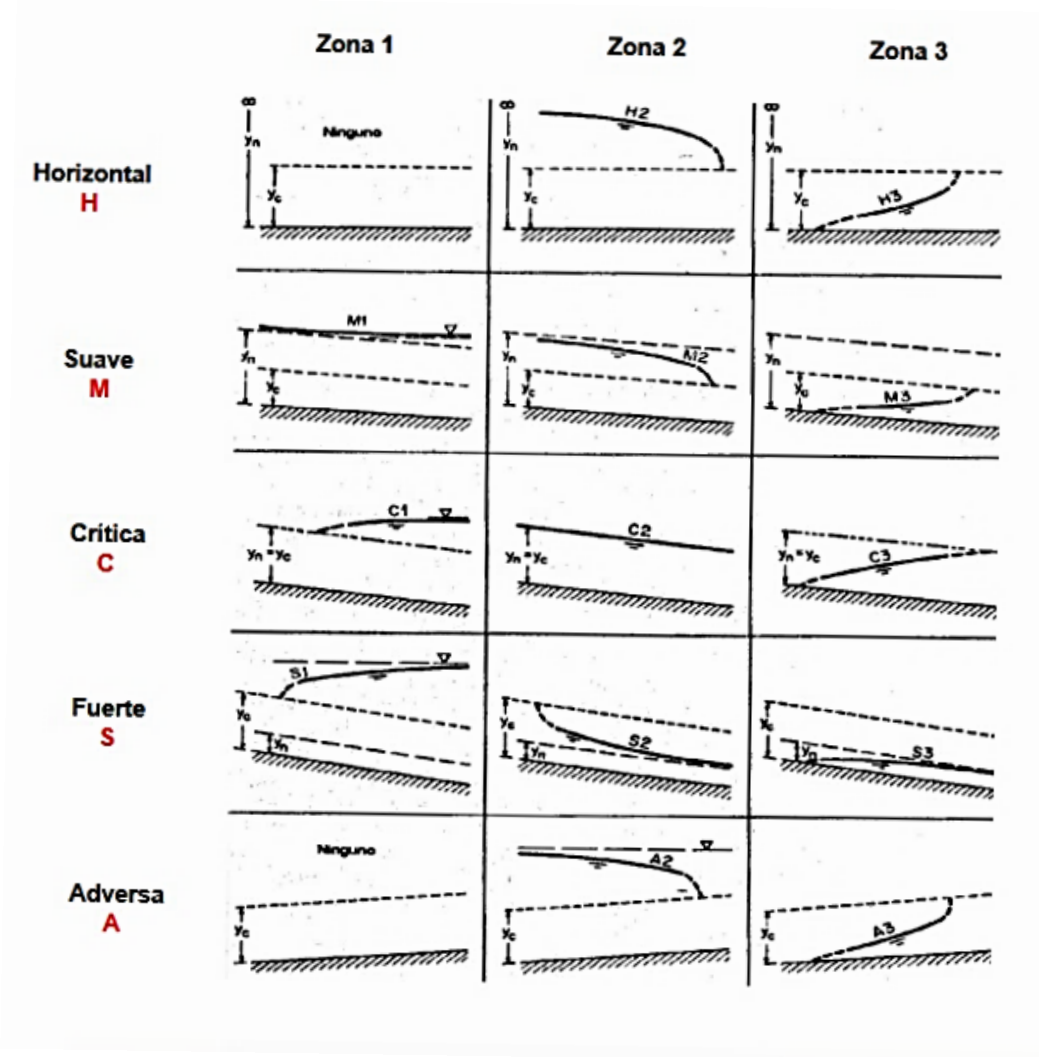 Zona 1
Zona 2
Zona 3
Horizontal
H
∞
yn
Ninguno
yc
∞
yn
H2
yc
∞
yn
yc
H3
Suave
M
M1
yn
yc
yn
M2
yc
yn
yc
M3
Crítica
C
C1
yn = yc
C2
yn = yc
yn = yc
C3
Fuerte
S
S1
yc
yn
yc
S2
yn
yc
yn
S3
Adversa
A
Ninguno
yc
A2
yc
yc
A3